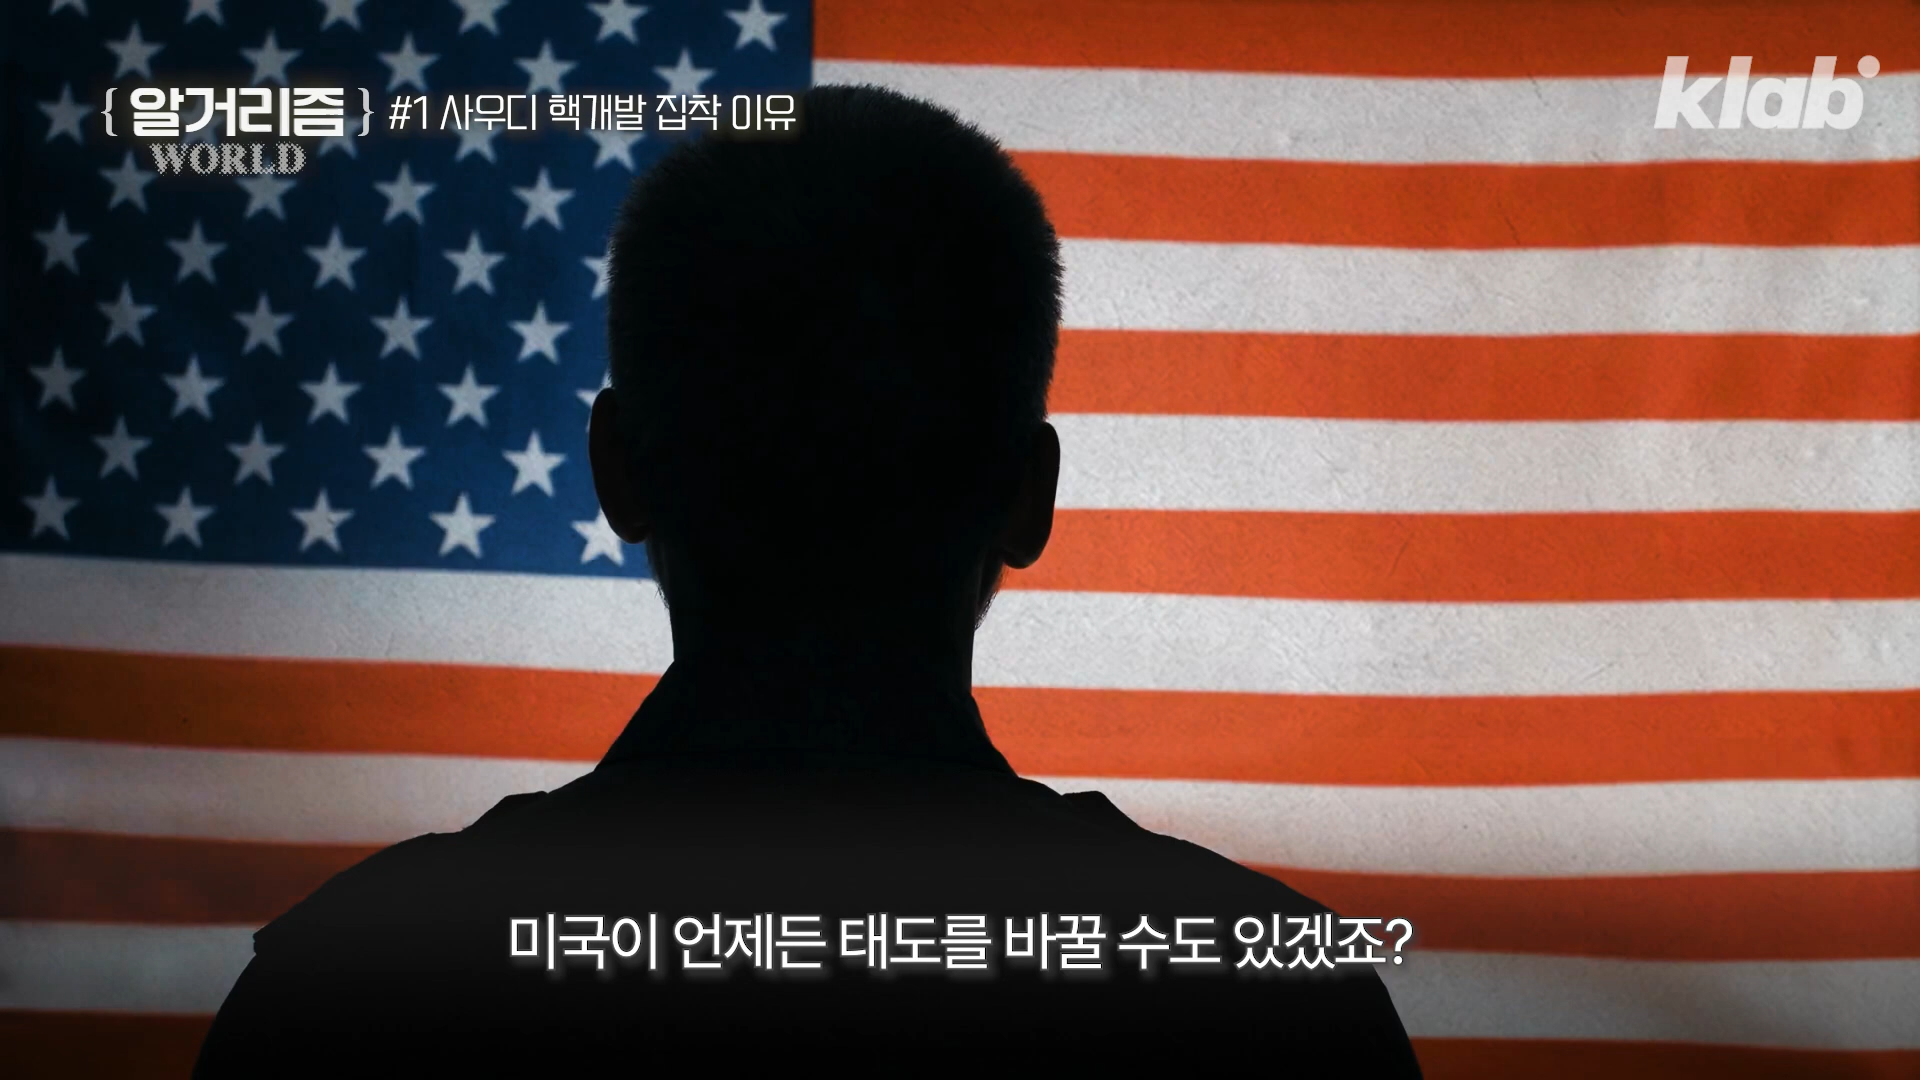 { 알거리즘 } #1 사우디 핵개발 집착 이유
WORLD
klab
미국이 언제든 태도를 바꿀 수도 있겠죠?